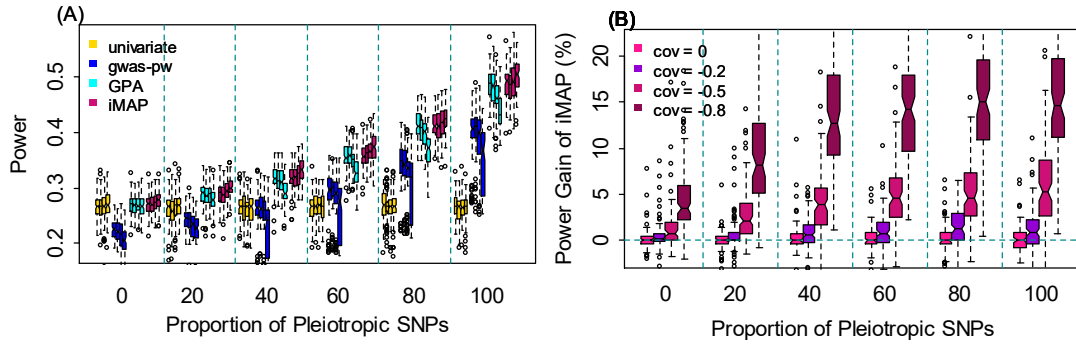 (A)
univariate
gwas-pw
GPA
iMAP
Power
0.5
0.4
0.3
0.2
0 20 40 60 80 100
Proportion of Pleiotropic SNPs
(B)
cov = 0
cov = -0.2
cov = -0.5
cov = -0.8
Power Gain of iMAP (%)
20
15
10
5
0
0 20 40 60 80 100
Proportion of Pleiotropic SNPs